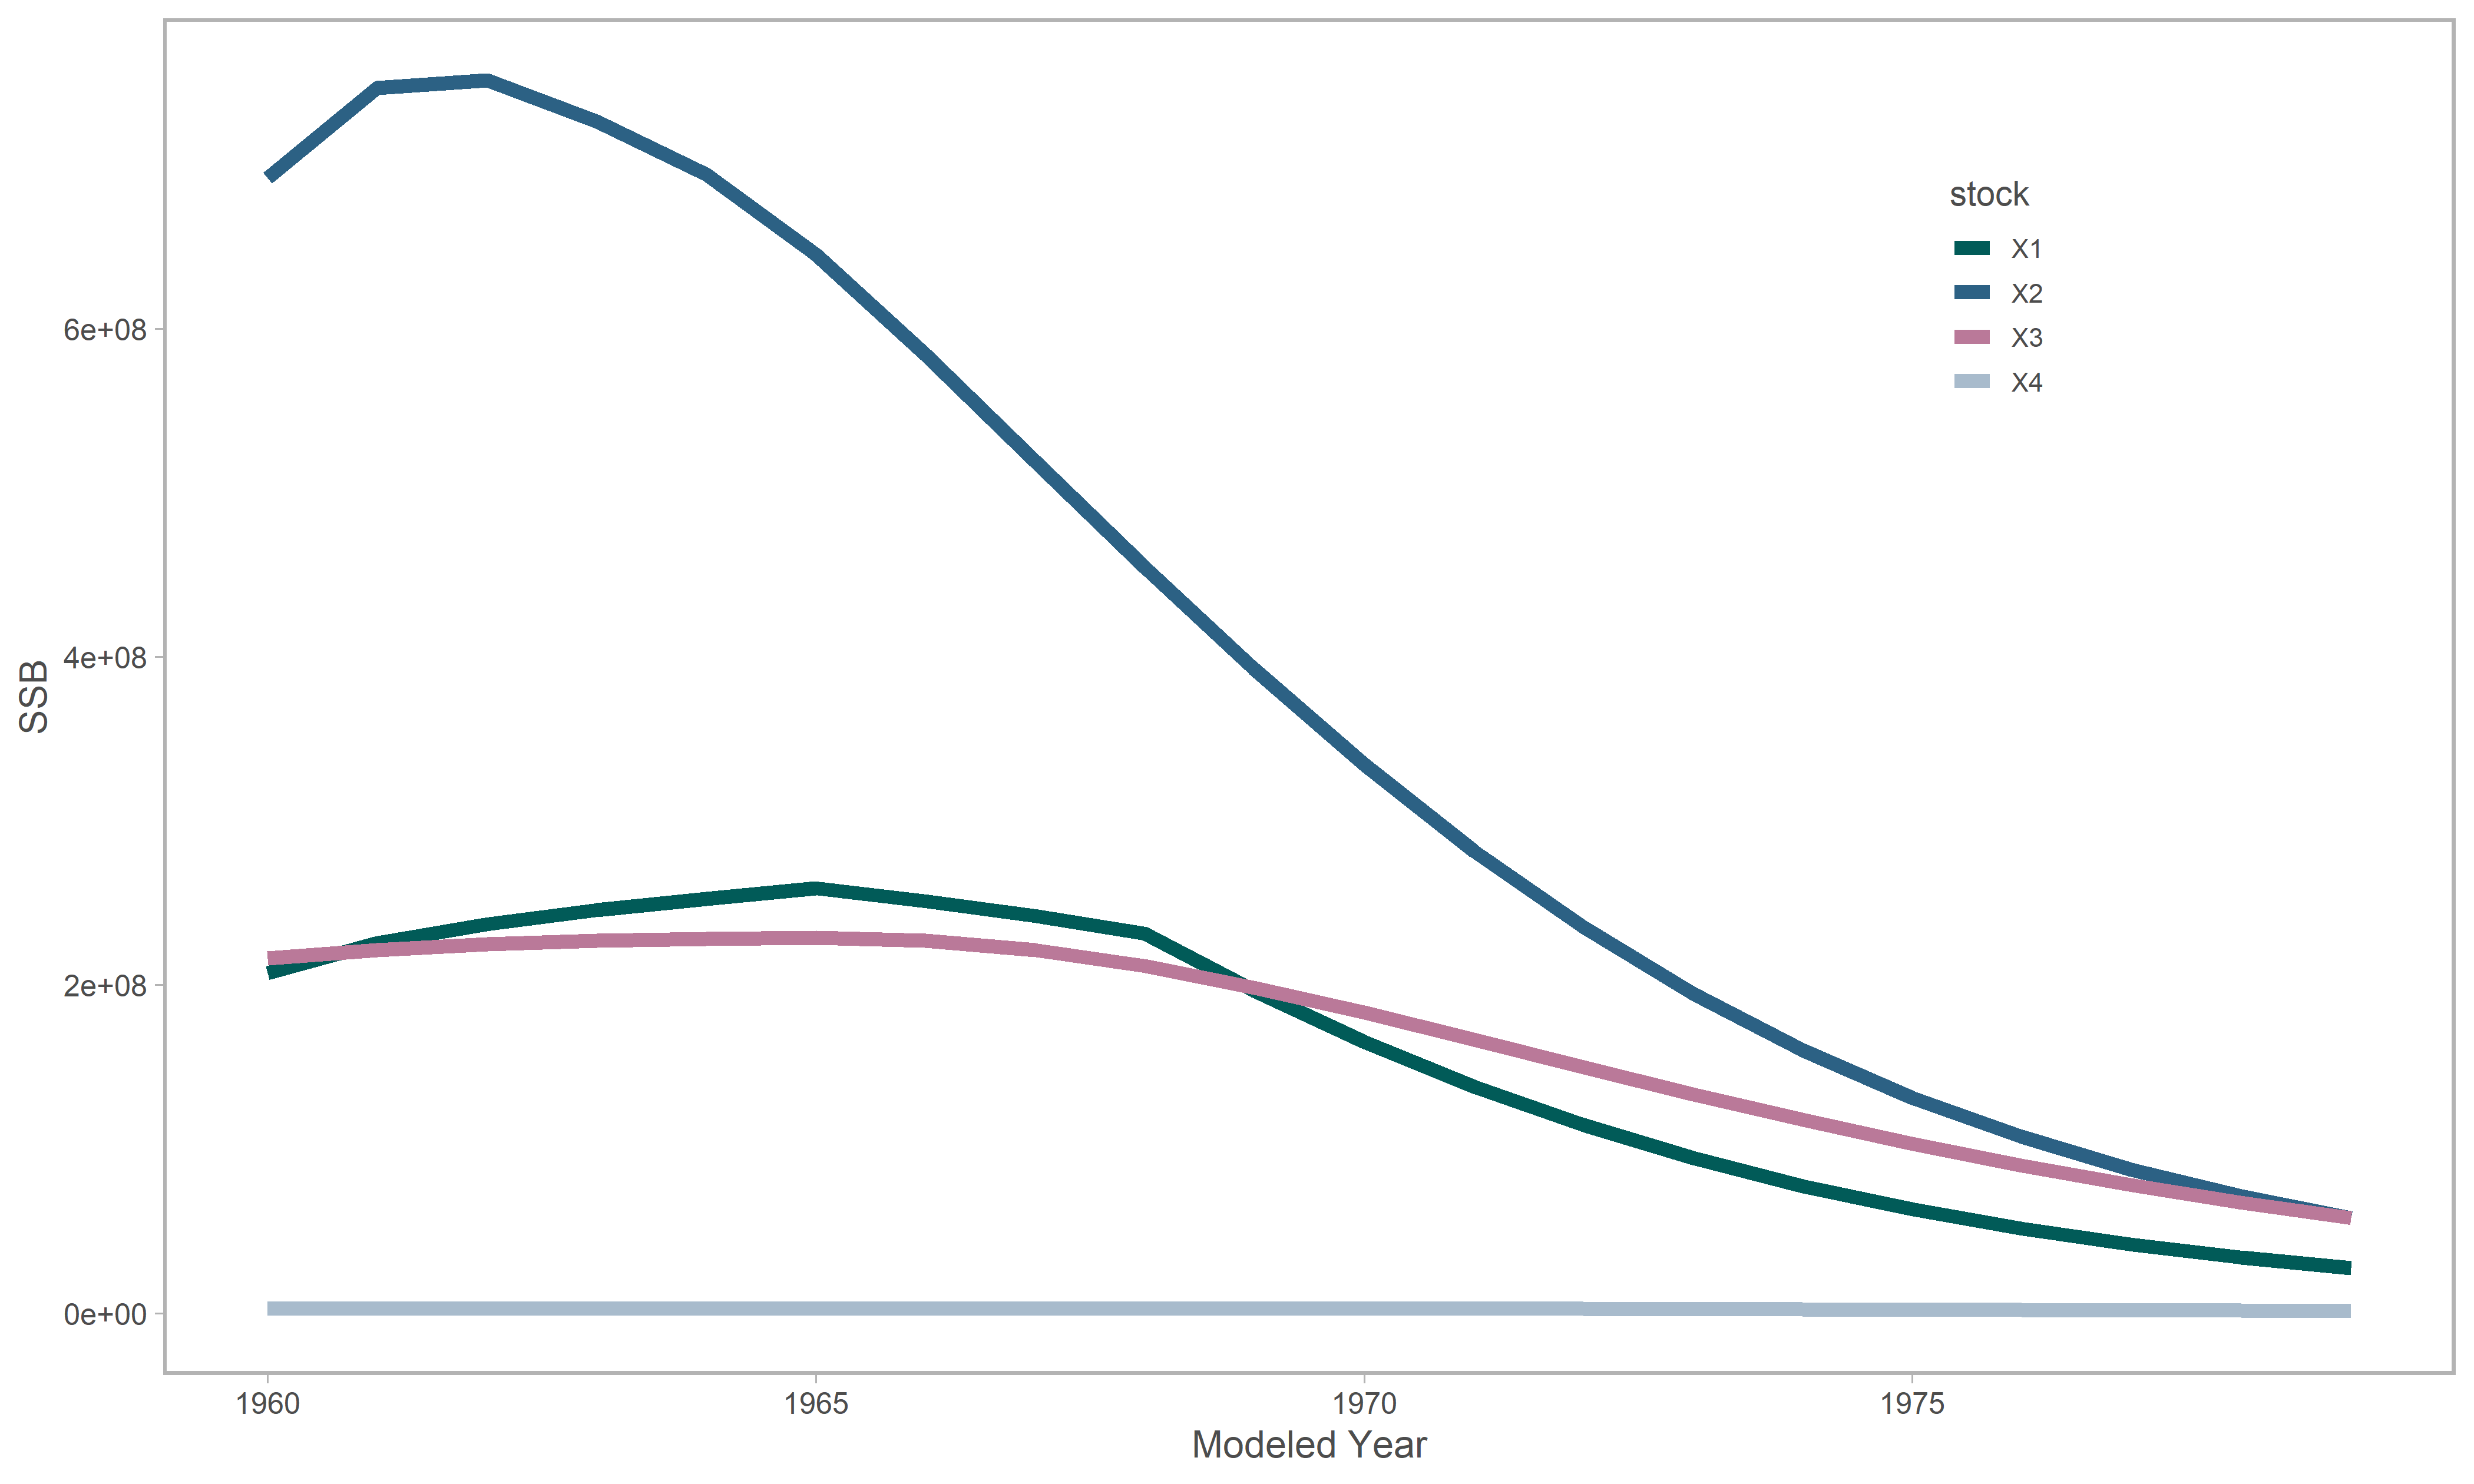 stock
X1
X2
X3
X4
6e+08
4e+08
2e+08
0e+00
SSB
1960 1965 1970 1975
Modeled Year